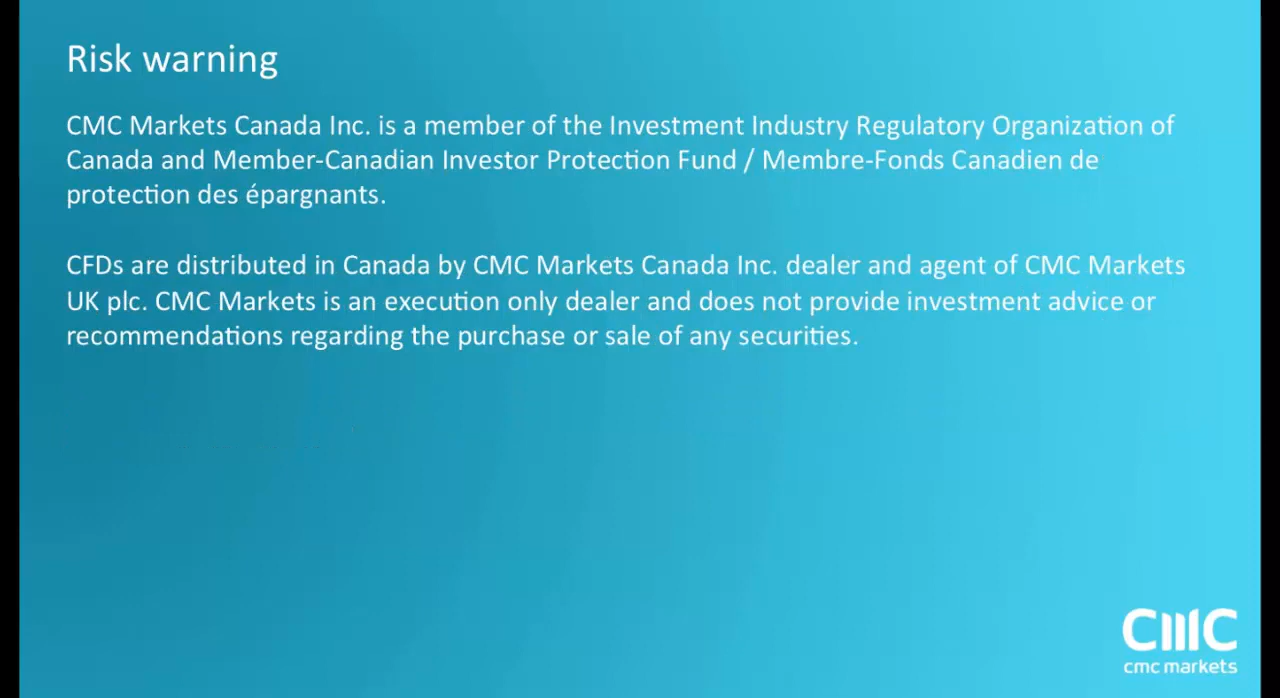 Risk warning
CMC Markets Canada Inc. is a member of the Investment Industry Regulatory Organization of
Canada and Member-Canadian Investor Protection Fund / Membre-Fonds Canadien de
protection des épargnants.
CFDs are distributed in Canada by CMC Markets Canada Inc. dealer and agent of CMC Markets
UK plc. CMC Markets is an execution only dealer and does not provide investment advice or
recommendations regarding the purchase or sale of any securities.
CMC
cmc markets